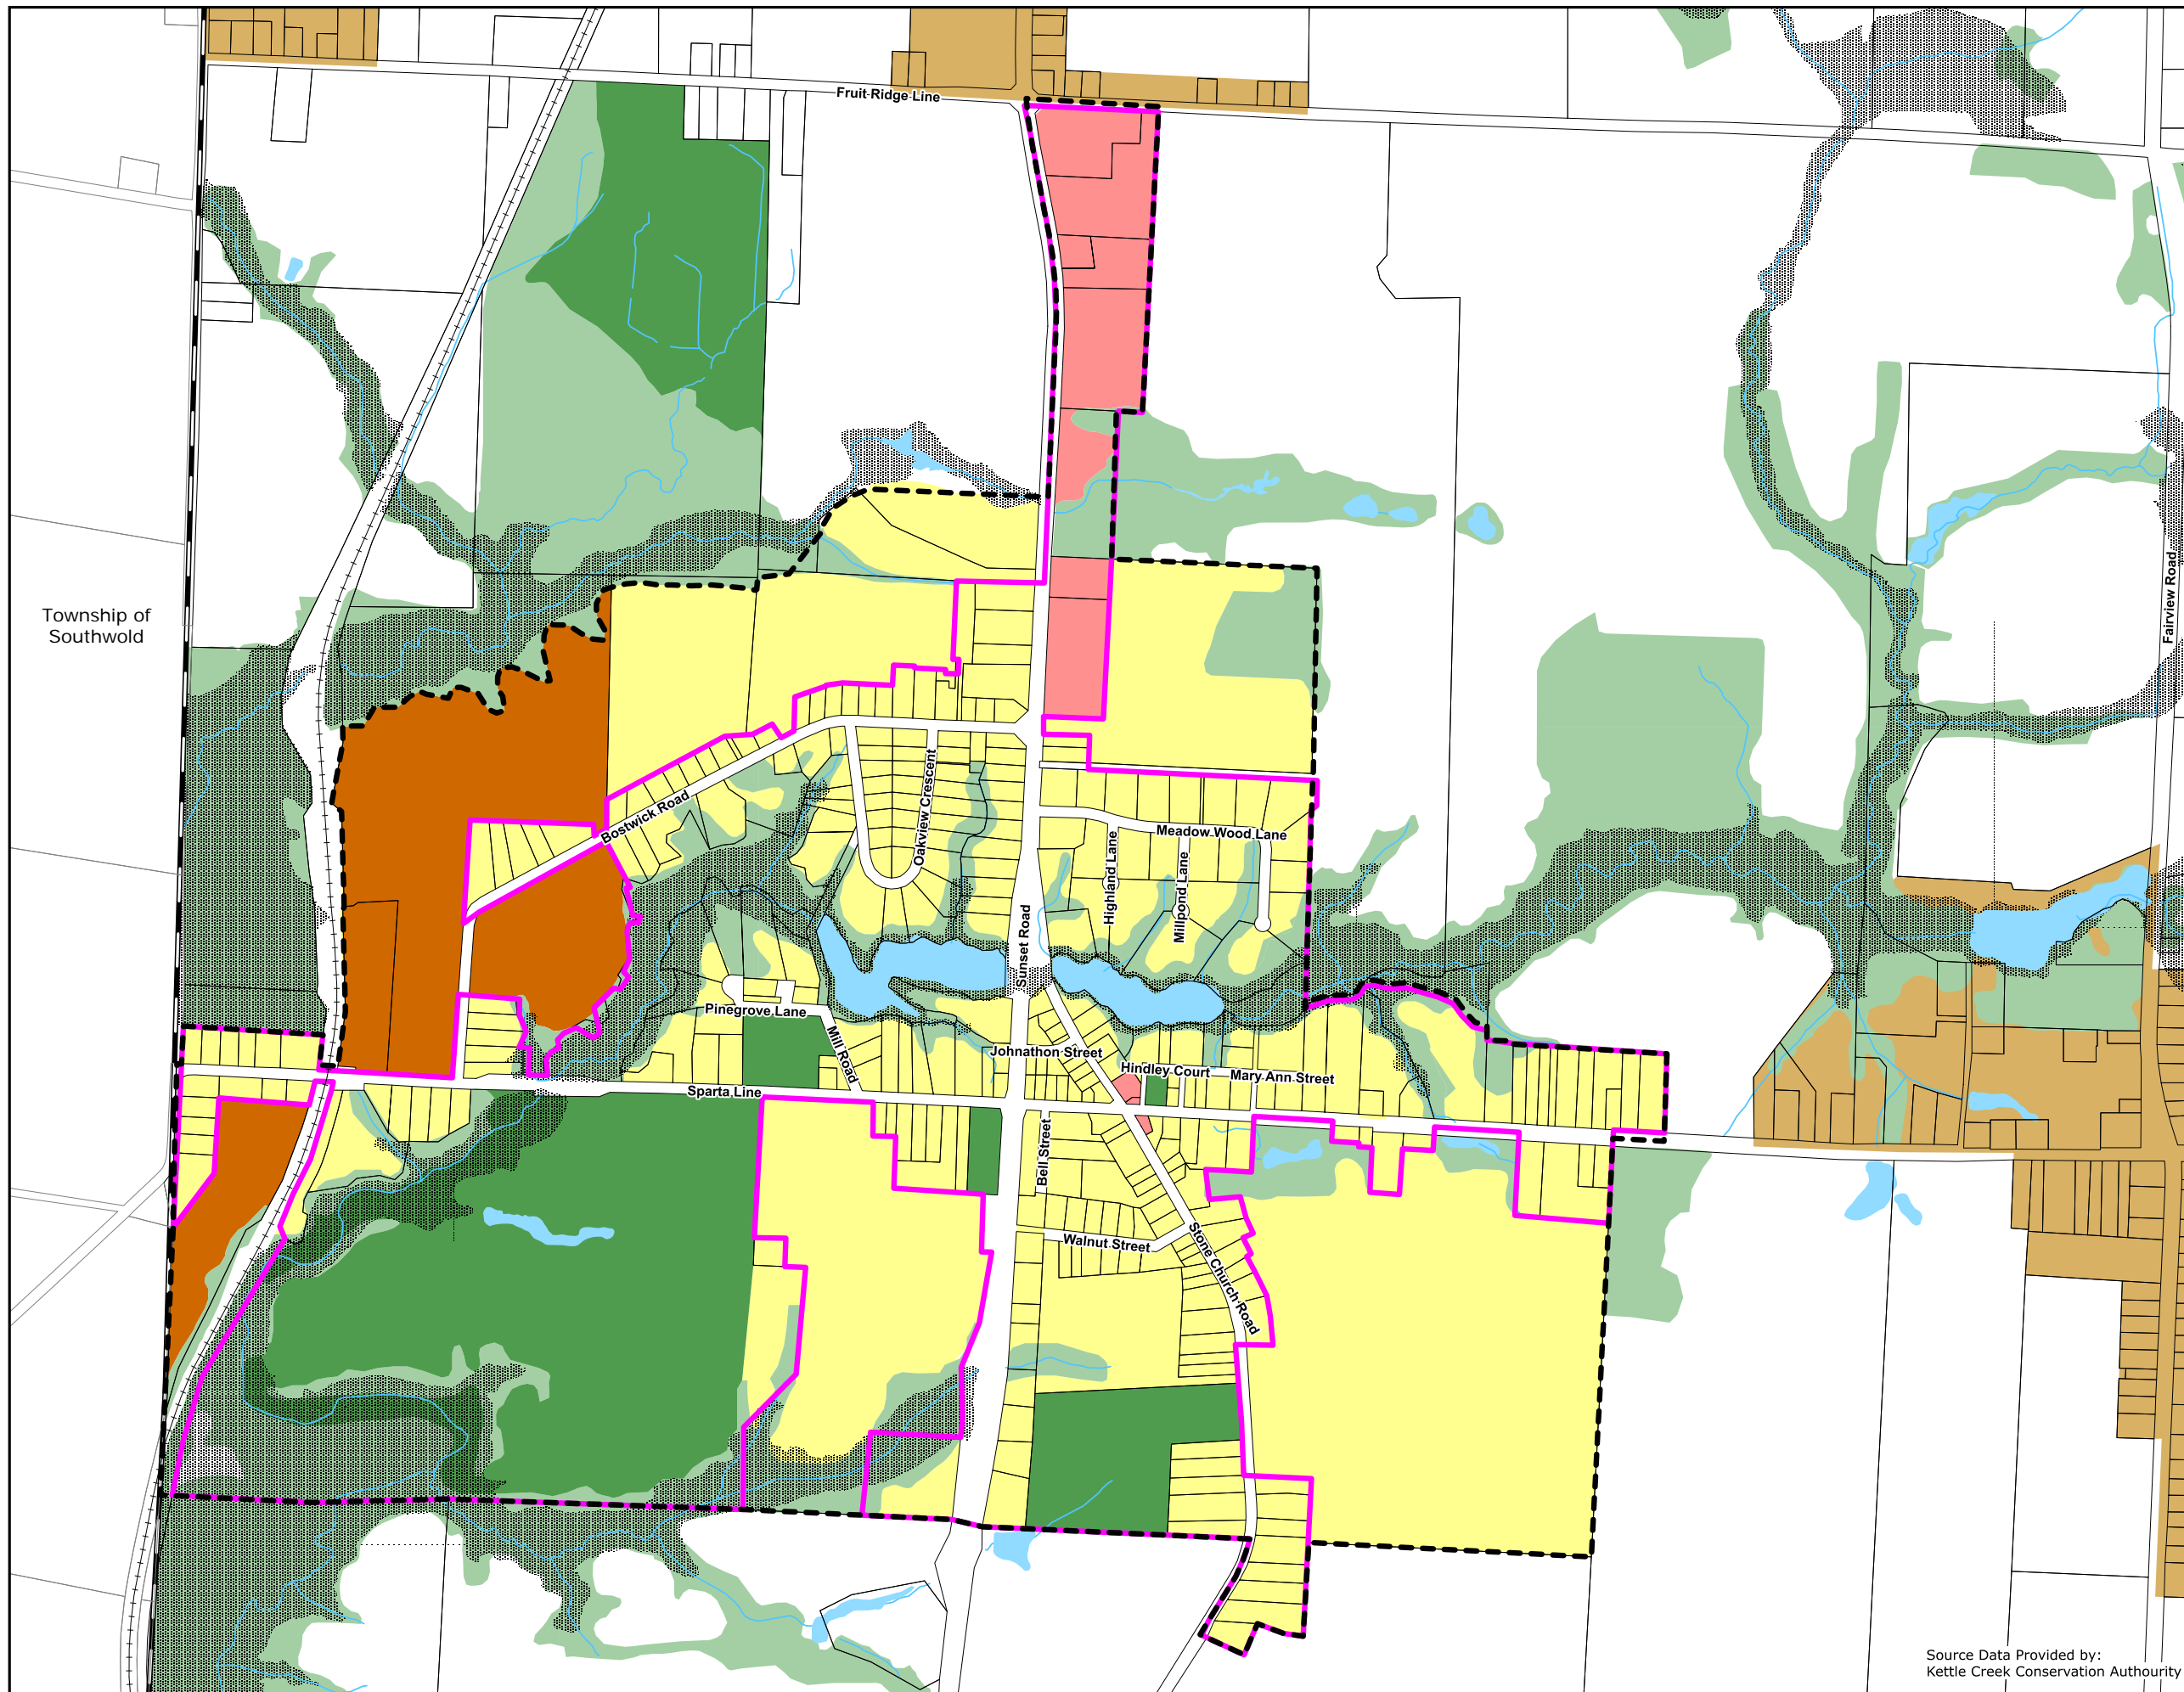 Fruit Ridge Line
Township of
Southwold
Fairview Road
Bostwick Road
Oakview Crescent
Meadow Wood Lane
Highland Lane
Millpond Lane
Sunset Road
Pinegrove Lane
Mill Road
Johnathon Street
Hindley Court
Mary Ann Street
Sparta Line
Bell Street
Walnut Street
Stone Church Road
Source Data Provided by:
Kettle Creek Conservation Authourity